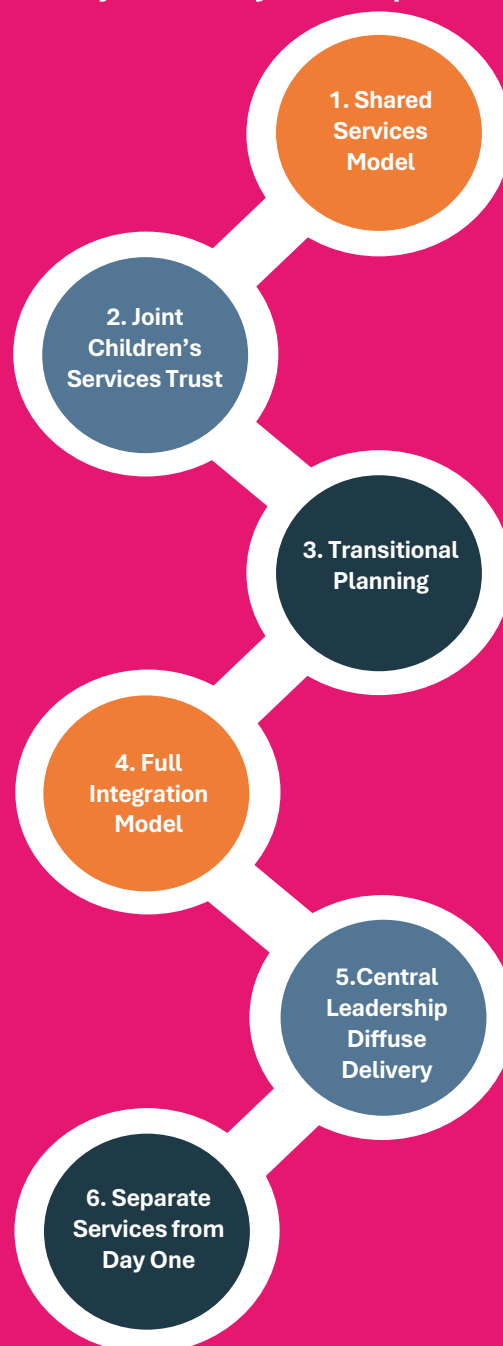 1. Shared
Services
Model
2. Joint
Children’s
Services Trust
3. Transitional
Planning
4. Full
Integration
Model
5.Central
Leadership
Diffuse
Delivery
6. Separate
Services from
Day One